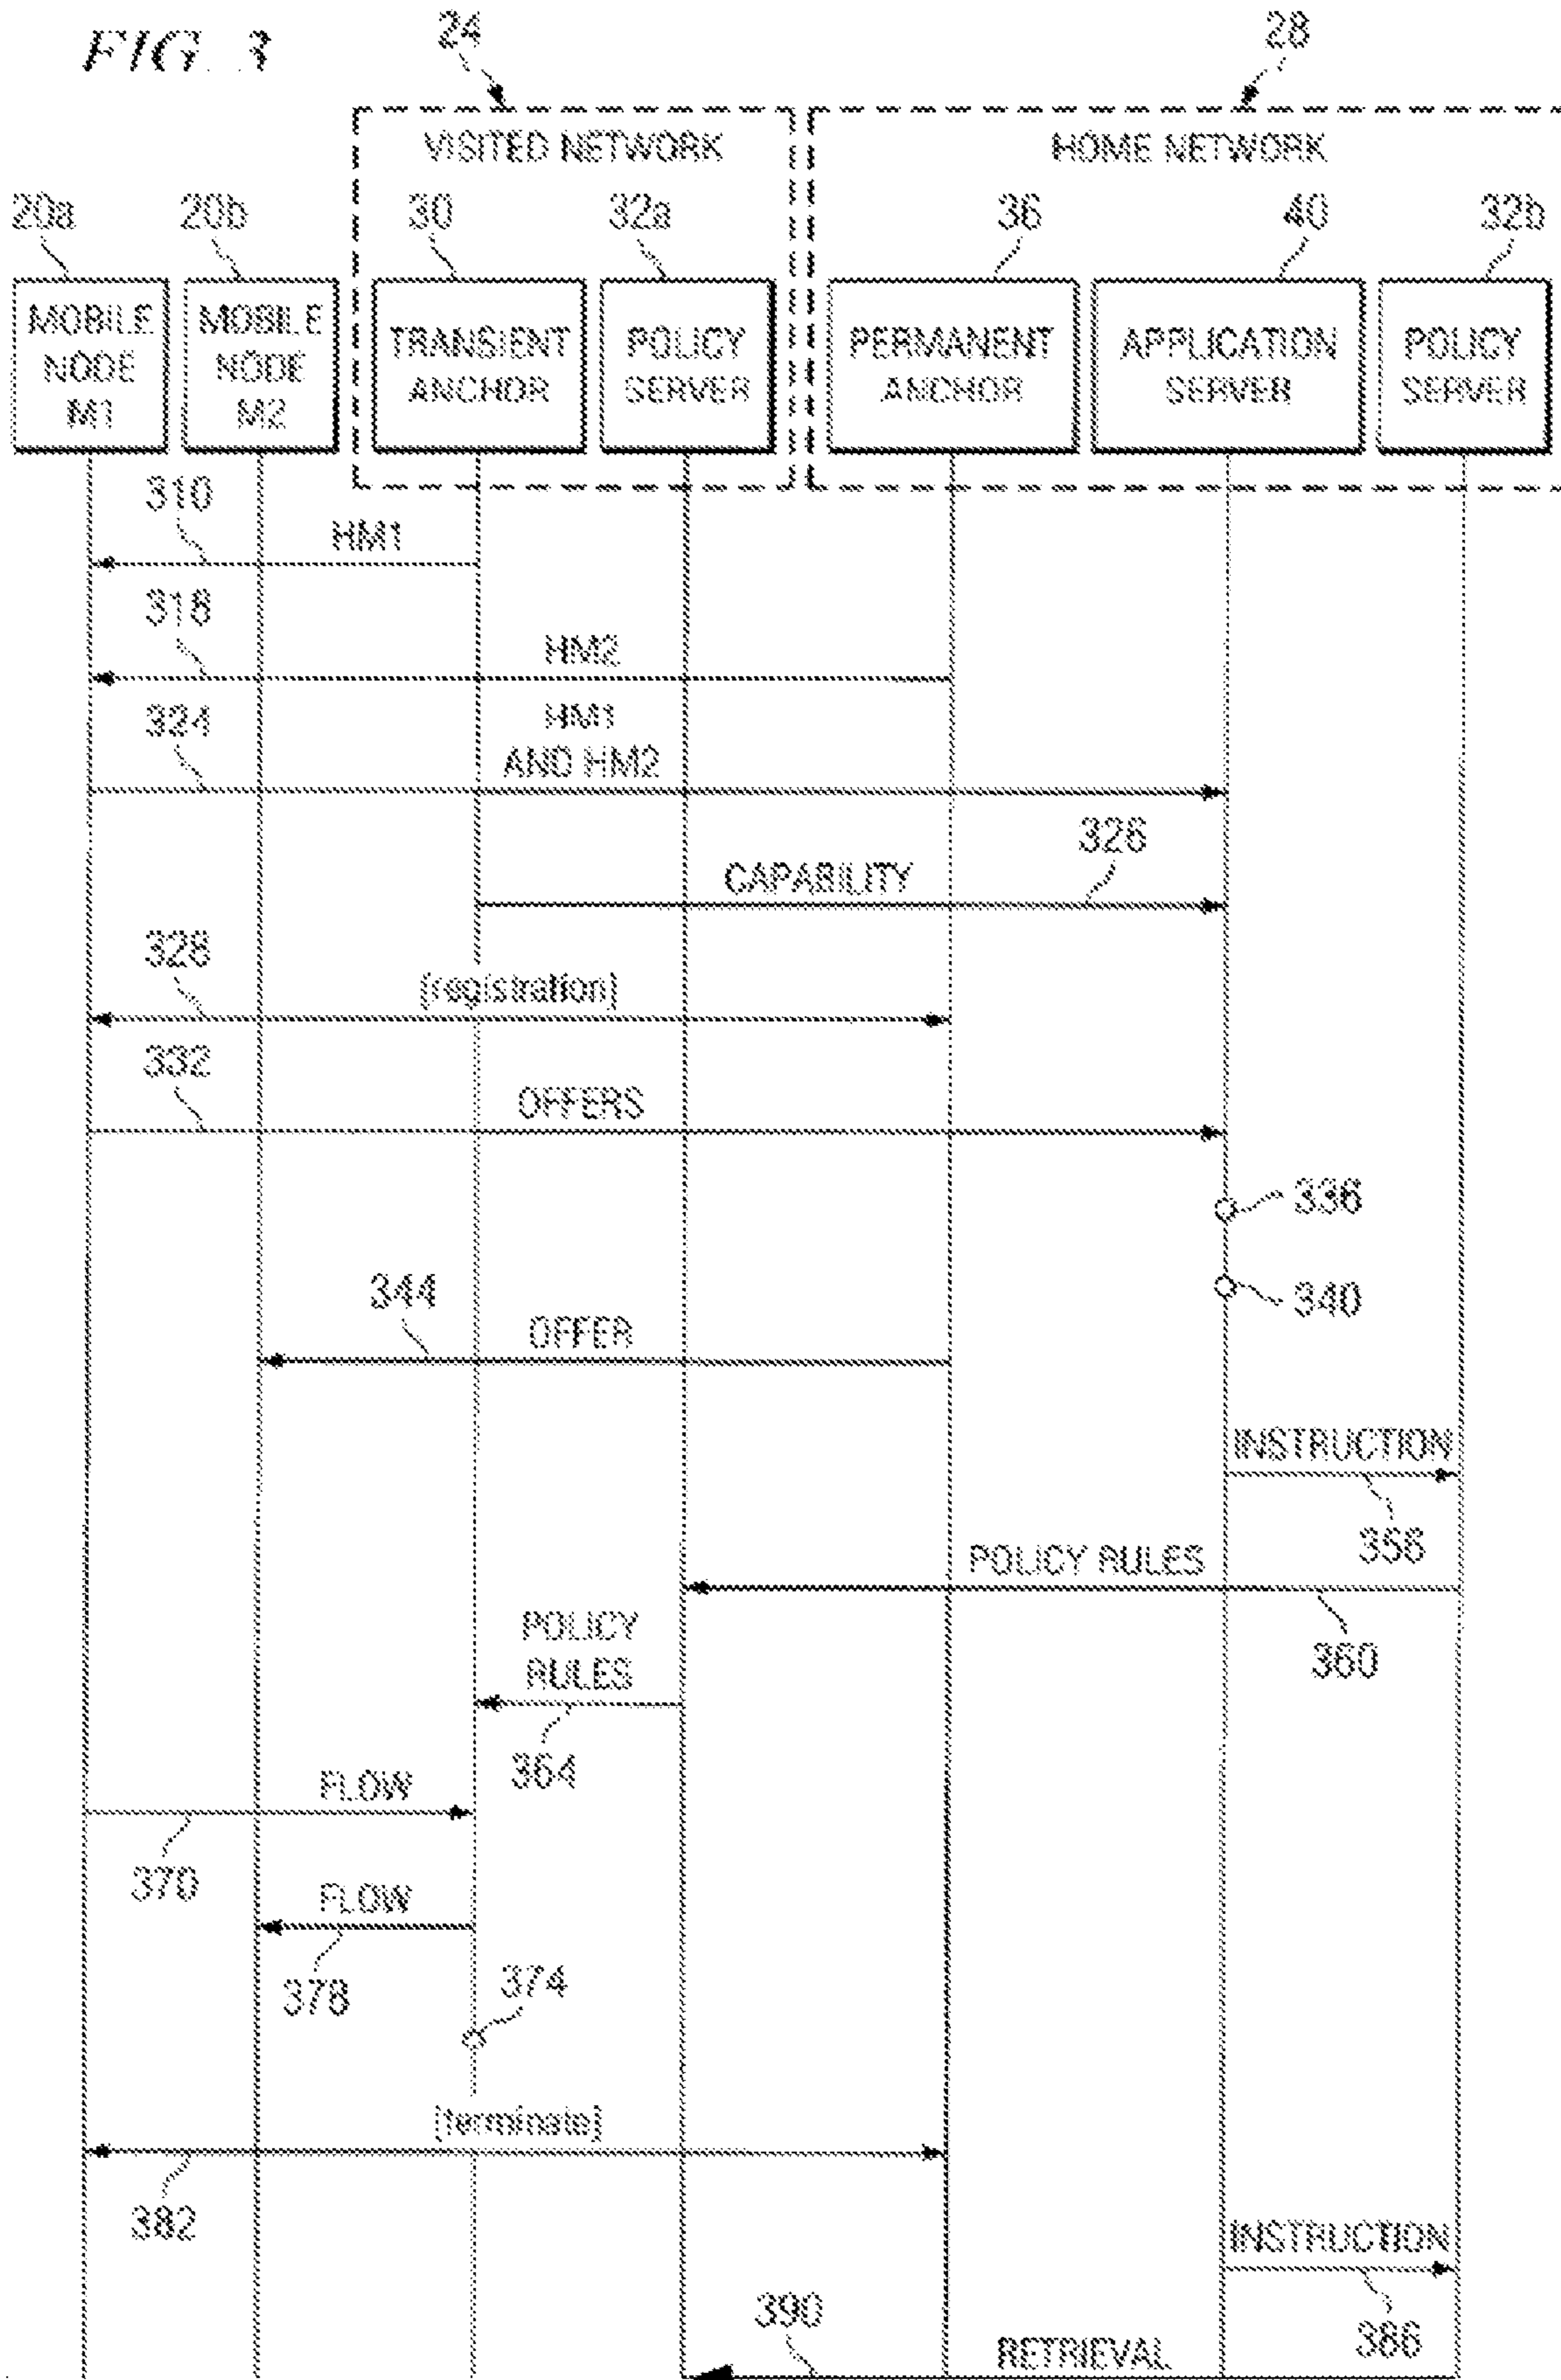 FIG. 3
24
28
VISITED NETWORK
HOME NETWORK
20a
20b
30
32a
36
40
32b
MOBILE
NODE
M1
MOBILE
NODE
M2
TRANSIENT
ANCHOR
POLICY
SERVER
PERMANENT
ANCHOR
APPLICATION
SERVER
POLICY
SERVER
310
HM1
318
HM2
324
HM1
AND HM2
326
CAPABILITY
328
[registration]
332
OFFERS
336
340
344
OFFER
INSTRUCTION
356
POLICY RULES
360
POLICY
RULES
364
FLOW
370
FLOW
378
374
[terminate]
382
INSTRUCTION
386
390
RETRIEVAL